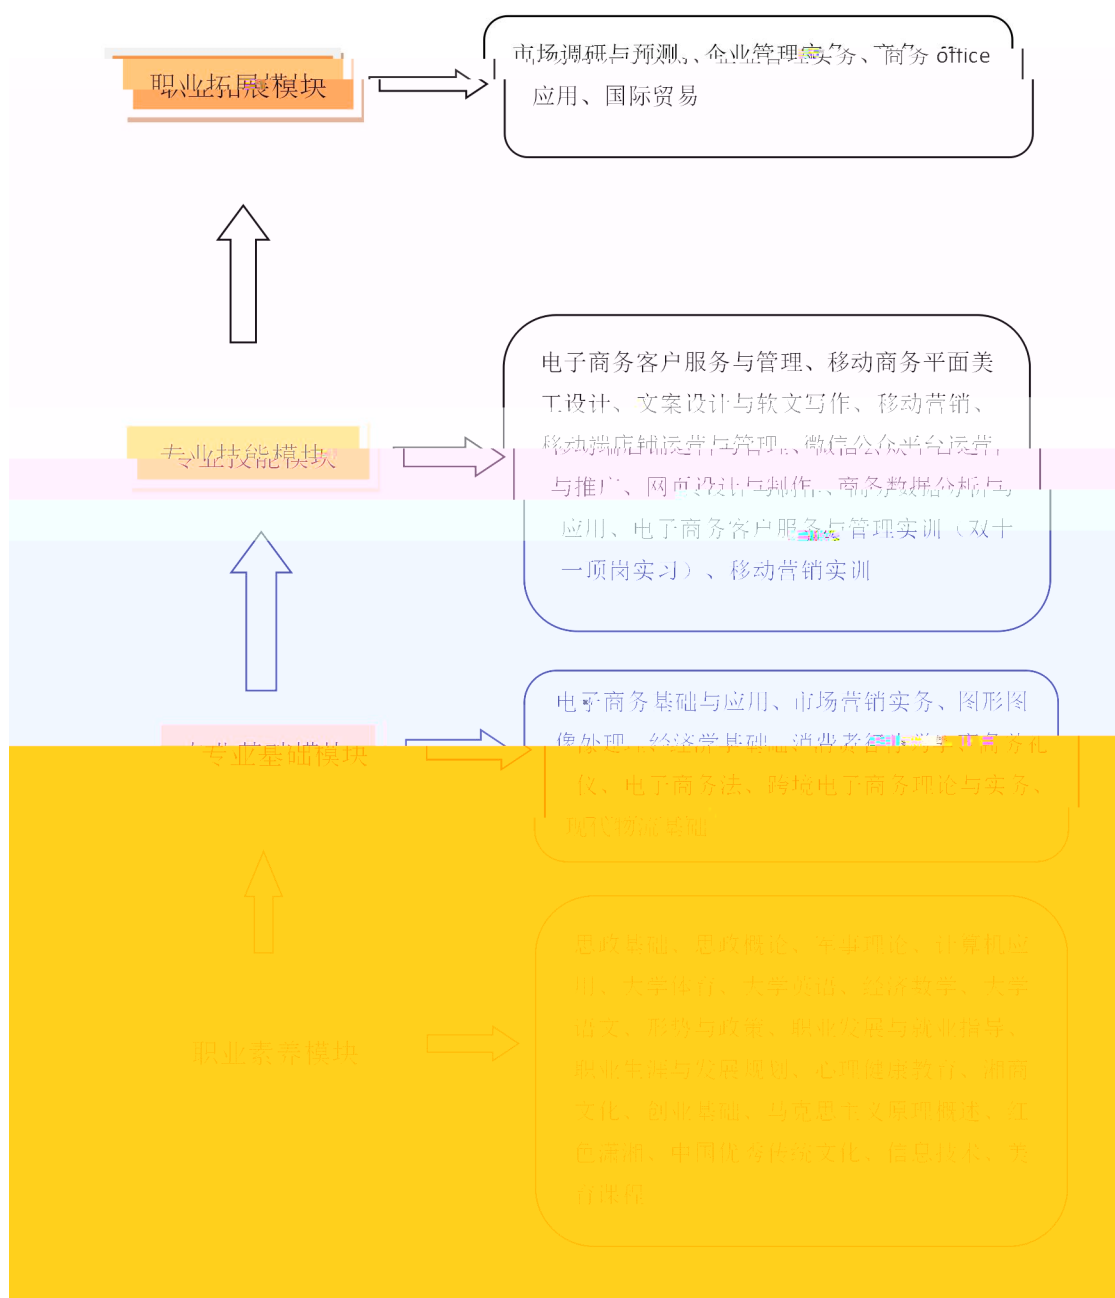 市场调研与预测、企业管理实务、商务 office
职业拓展模块
应用、国际贸易
电子商务客户服务与管理、移动商务平面美
工设计、文案设计与软文写作、移动营销、
移动端店铺运营与管理、微信公众平台运营
专业技能模块
与推广、网页设计与制作、商务数据分析与
应用、电子商务客户服务与管理实训（双十
一顶岗实习）、移动营销实训
电子商务基础与应用、市场营销实务、图形图
像处理、经济学基础、消费者行为学、商务礼
专业基础模块
仪、电子商务法、跨境电子商务理论与实务、
现代物流基础
思政基础、思政概论、军事理论、计算机应
用、大学体育、大学英语、经济数学、大学
语文、形势与政策、职业发展与就业指导、
职业素养模块
职业生涯与发展规划、心理健康教育、湖商
文化、创业基础、马克思主义原理概述、红
色潇湘、中国优秀传统文化、信息技术、美
育课程